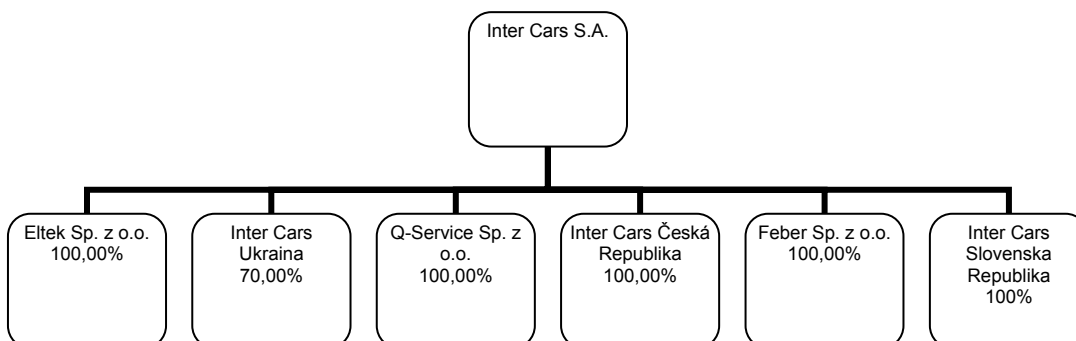 Inter Cars S.A.
Eltek Sp. z o.o.
100,00%
Inter Cars
Ukraina
70,00%
Q-Service Sp. z
o.o.
100,00%
Inter Cars Česká
Republika
100,00%
Feber Sp. z o.o.
100,00%
Inter Cars
Slovenska
Republika
100%